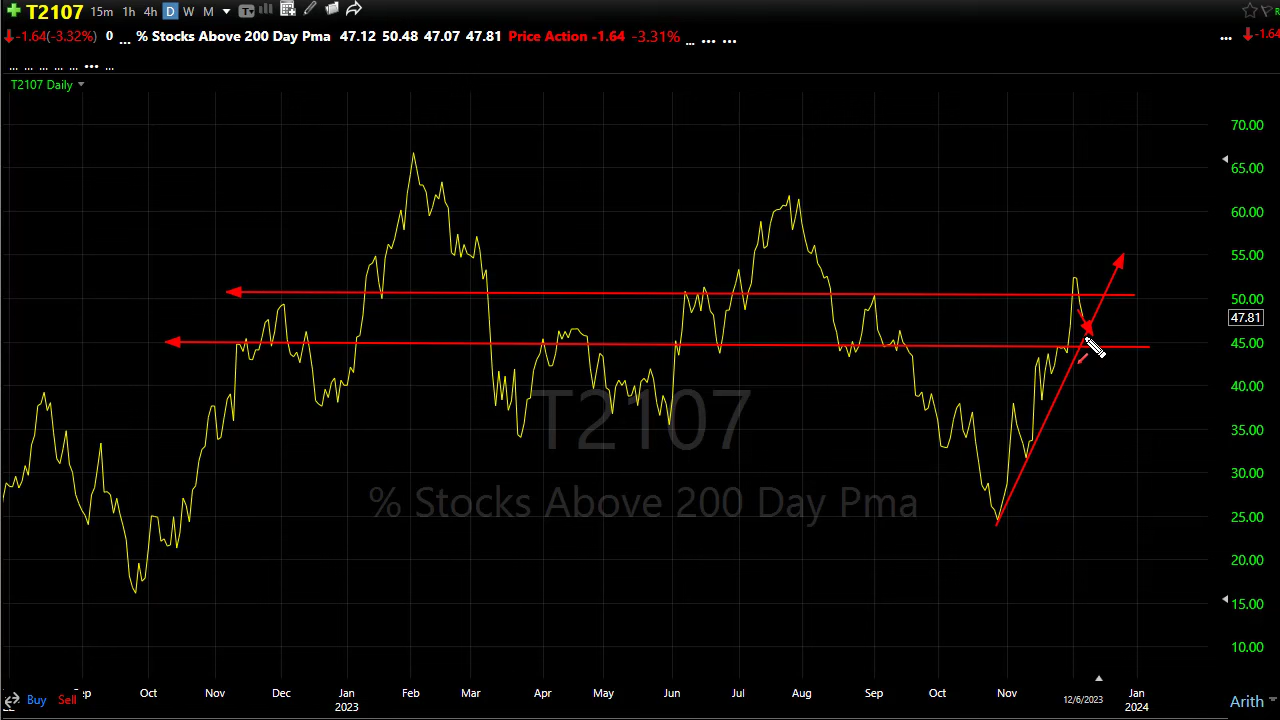 T2107 15m 1h 4h D W M
-1.64(-3.32%) 0 ... % Stocks Above 200 Day Pma 47.12 50.48 47.07 47.81 Price Action -1.64 -3.31% ... ... ... ... -1.64
... ... ... ... ... ... ...
T2107 Daily
70.00
65.00
60.00
55.00
50.00
47.81
45.00
40.00
35.00
30.00
25.00
20.00
15.00
10.00
T2107
% Stocks Above 200 Day Pma
Buy Sell
Oct Nov Dec Jan Feb Mar Apr May Jun Jul Aug Sep Oct Nov 12/6/2023 Jan
2023 2024
Arith